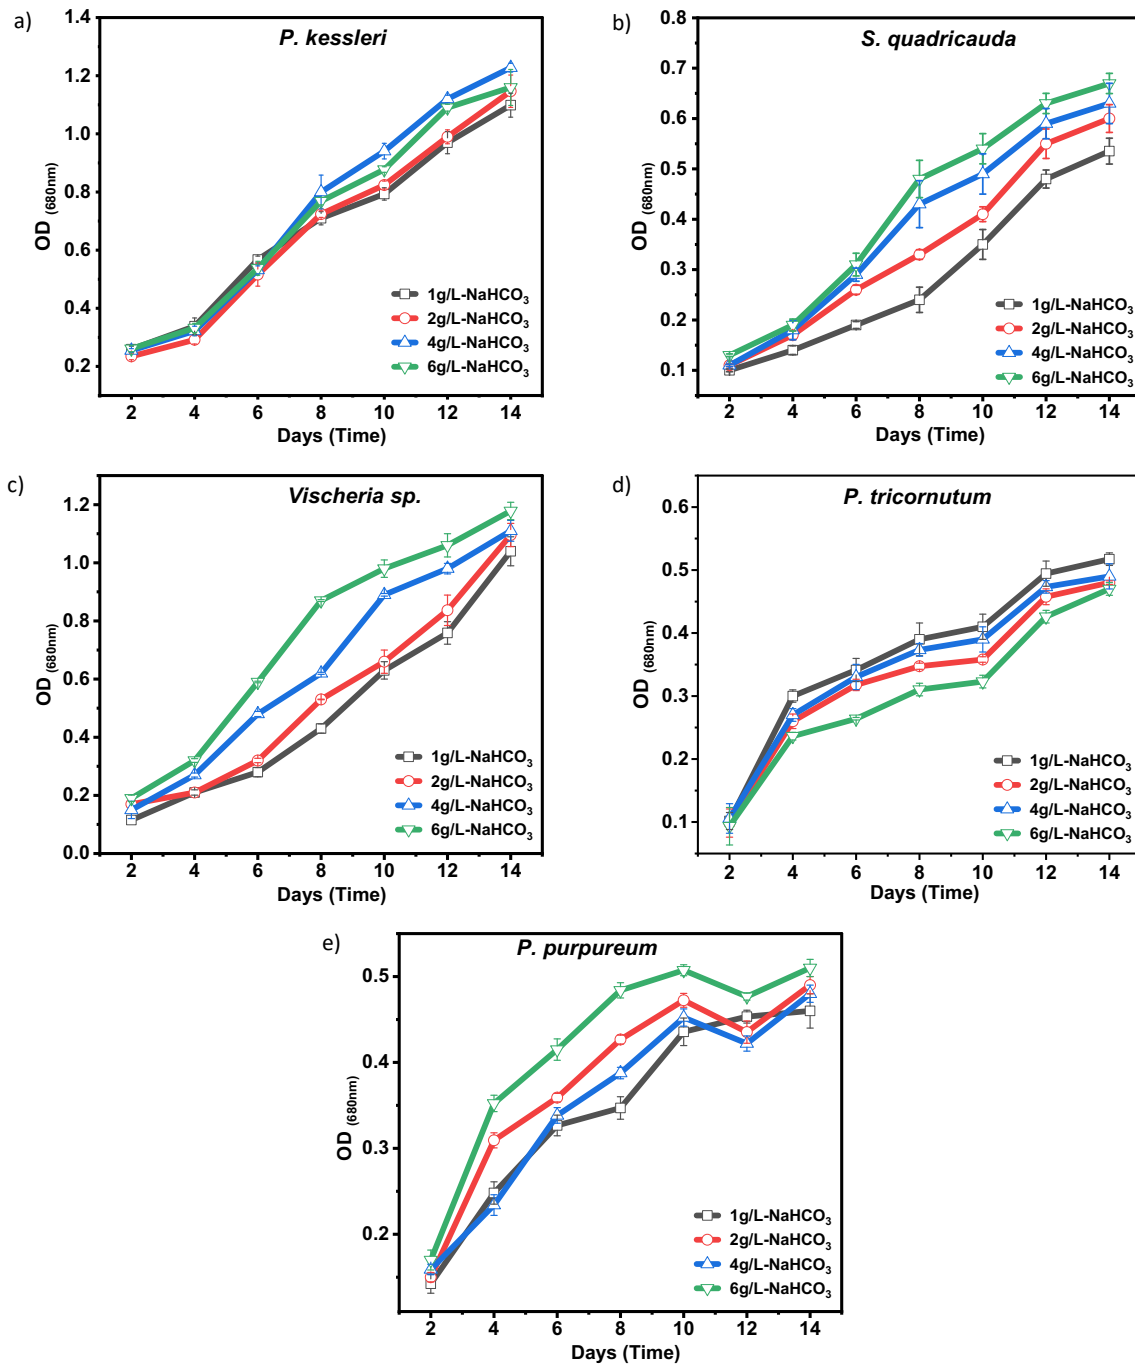 a)
P. kessleri
1.4
1.2
1.0
0.8
0.6
0.4
0.2
OD (680nm)
1g/L-NaHCO3
2g/L-NaHCO3
4g/L-NaHCO3
6g/L-NaHCO3
2 4 6 8 10 12 14
Days (Time)
b)
S. quadricauda
0.8
0.7
0.6
0.5
0.4
0.3
0.2
0.1
OD (680nm)
1g/L-NaHCO3
2g/L-NaHCO3
4g/L-NaHCO3
6g/L-NaHCO3
2 4 6 8 10 12 14
Days (Time)
c)
Vischeria sp.
1.2
1.0
0.8
0.6
0.4
0.2
0.0
OD (680nm)
1g/L-NaHCO3
2g/L-NaHCO3
4g/L-NaHCO3
6g/L-NaHCO3
2 4 6 8 10 12 14
Days (Time)
d)
P. tricornutum
0.6
0.5
0.4
0.3
0.2
0.1
OD (680nm)
1g/L-NaHCO3
2g/L-NaHCO3
4g/L-NaHCO3
6g/L-NaHCO3
2 4 6 8 10 12 14
Days (Time)
e)
P. purpureum
0.5
0.4
0.3
0.2
OD (680nm)
1g/L-NaHCO3
2g/L-NaHCO3
4g/L-NaHCO3
6g/L-NaHCO3
2 4 6 8 10 12 14
Days (Time)